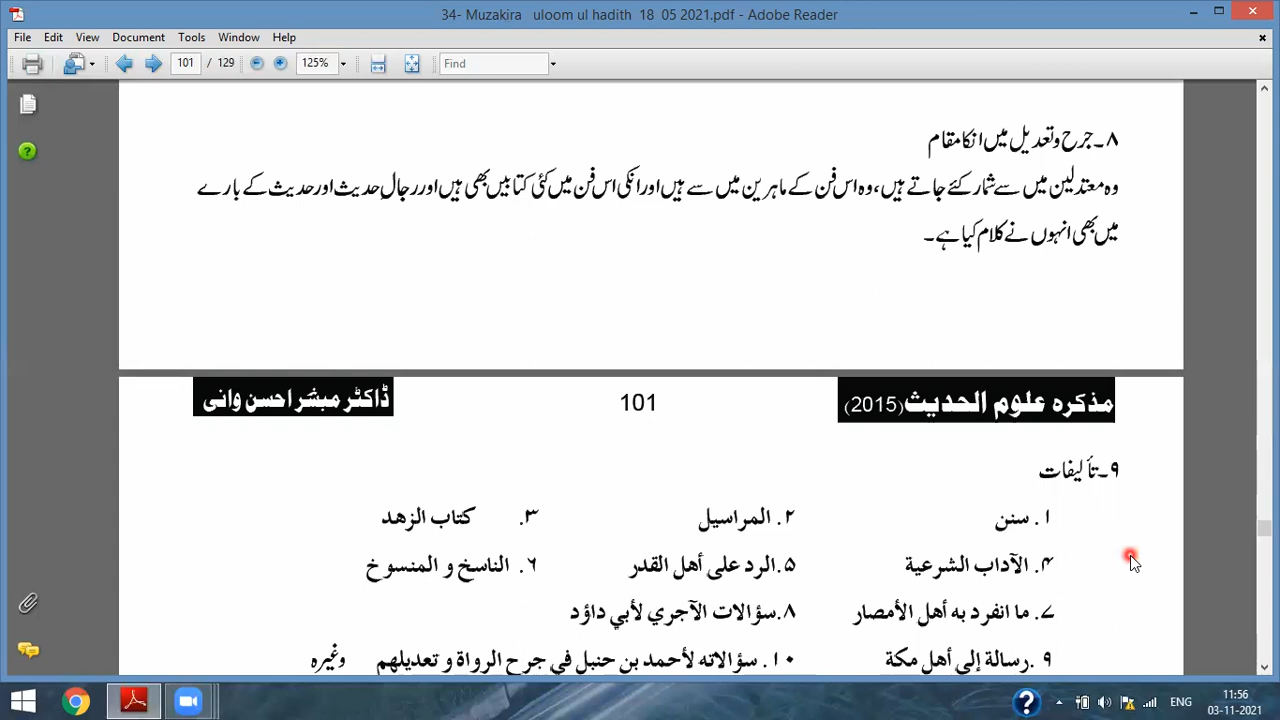 34- Muzakira uloom ul hadith 18 05 2021.pdf - Adobe Reader
File Edit View Document Tools Window Help
101 / 129 125% Find
۸۔ جرح و تعدیل میں انکا مقام
وہ معتدلین میں سے شمار کئے جاتے ہیں، وہ اس فن کے ماہرین میں سے ہیں اور انکی اس فن میں کئی کتابیں بھی ہیں اور رجالِ حدیث اور حدیث کے بارے
میں بھی انہوں نے کلام کیا ہے۔
مذكره علوم الحديث (2015) 101 ڈاکٹر مبشر احسن وانی
۹۔ تألیفات
۱. سنن ۲. المراسيل ۳. كتاب الزهد
۴. الآداب الشرعية ۵.الرد على أهل القدر ۶. الناسخ و المنسوخ
۷. ما انفرد به أهل الأمصار ۸.سؤالات الآجري لأبي داؤد
۹ .رسالة إلى أهل مكة ۱۰. سؤالاته لأحمد بن حنبل في جرح الرواة و تعديلهم وغیرہ
ENG 11:56
03-11-2021